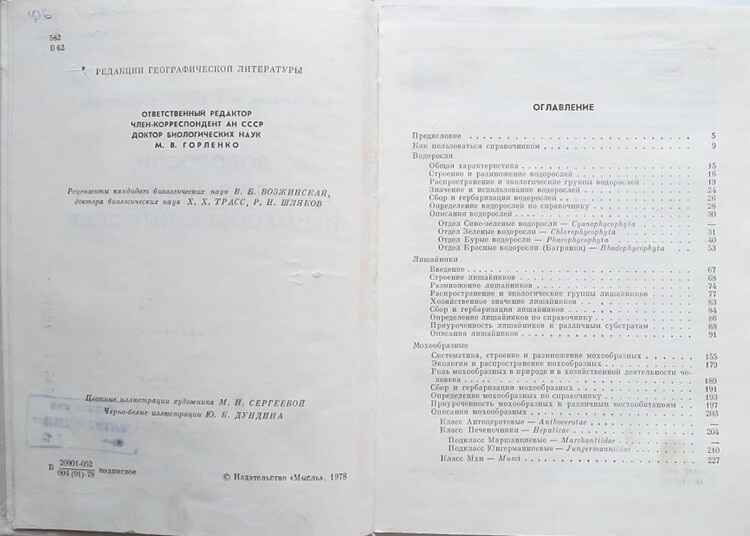 582
В 62
РЕДАКЦИИ ГЕОГРАФИЧЕСКОЙ ЛИТЕРАТУРЫ
ОТВЕТСТВЕННЫЙ РЕДАКТОР
ЧЛЕН-КОРРЕСПОНДЕНТ АН СССР
ДОКТОР БИОЛОГИЧЕСКИХ НАУК
М. В. ГОРЛЕНКО
Рецензенты кандидат биологических наук В. Б. ВОЗЖИНСКАЯ,
доктора биологических наук Х. Х. ТРАСС, Р. Н. ШЛЯКОВ
Цветные иллюстрации художника М. Н. СЕРГЕЕВОЙ
Черно-белые иллюстрации Ю. К. ДУНДИНА
В 20901-052
004 (01)-78 подписное
© Издательство «Мысль». 1978
ОГЛАВЛЕНИЕ
Предисловие 5
Как пользоваться справочником 9
Водоросли
Общая характеристика 15
Строение и размножение водорослей 16
Распространение и экологические группы водорослей 19
Значение и использование водорослей 24
Сбор и гербаризация водорослей 26
Определение водорослей по справочнику 28
Описания водорослей 30
Отдел Сине-зеленые водоросли — Cyanophycophyta —
Отдел Зеленые водоросли — Chlorophycophyta 31
Отдел Бурые водоросли — Phaeophycophyta 40
Отдел Красные водоросли (Багрянки) — Rhodophycophyta 53
Лишайники
Введение 67
Строение лишайников 68
Размножение лишайников 74
Распространение и экологические группы лишайников 77
Хозяйственное значение лишайников 83
Сбор и гербаризация лишайников 84
Определение лишайников по справочнику 86
Приуроченность лишайников к различным субстратам 88
Описания лишайников 91
Мохообразные
Систематика, строение и размножение мохообразных 155
Экология и распространение мохообразных 179
Роль мохообразных в природе и в хозяйственной деятельности че-
ловека 189
Сбор и гербаризация мохообразных 191
Определение мохообразных по справочнику 193
Приуроченность мохообразных к различным местообитаниям 197
Описания мохообразных 203
Класс Антоцеротовые — Anthocerotae —
Класс Печеночники — Hepaticae 204
Подкласс Маршанциевые — Marchantiidae —
Подкласс Юнгерманниевые — Jungermanniidae 210
Класс Мхи — Musci 227